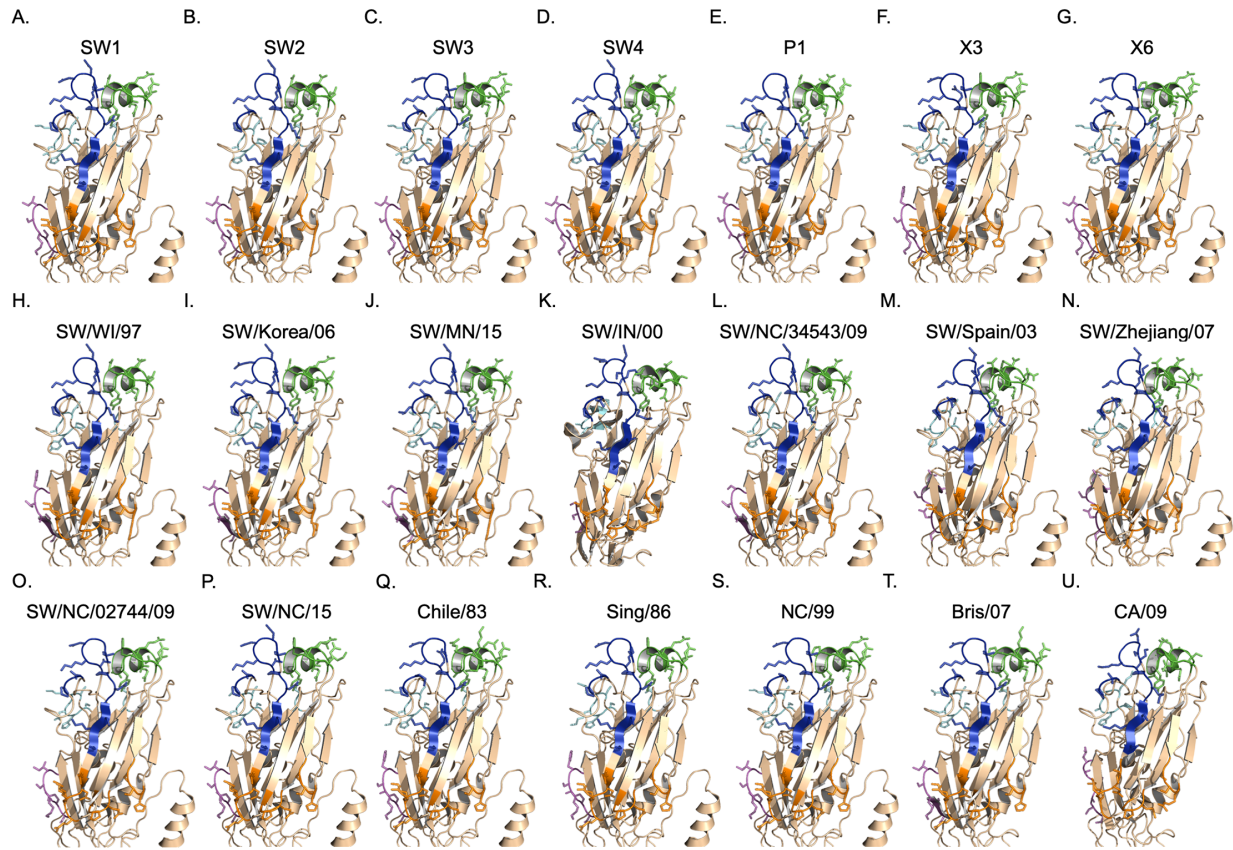 A. B. C. D. E. F. G.
SW1 SW2 SW3 SW4 P1 X3 X6
H. I. J. K. L. M. N.
SW/WI/97 SW/Korea/06 SW/MN/15 SW/IN/00 SW/NC/34543/09 SW/Spain/03 SW/Zhejiang/07
O. P. Q. R. S. T. U.
SW/NC/02744/09 SW/NC/15 Chile/83 Sing/86 NC/99 Bris/07 CA/09